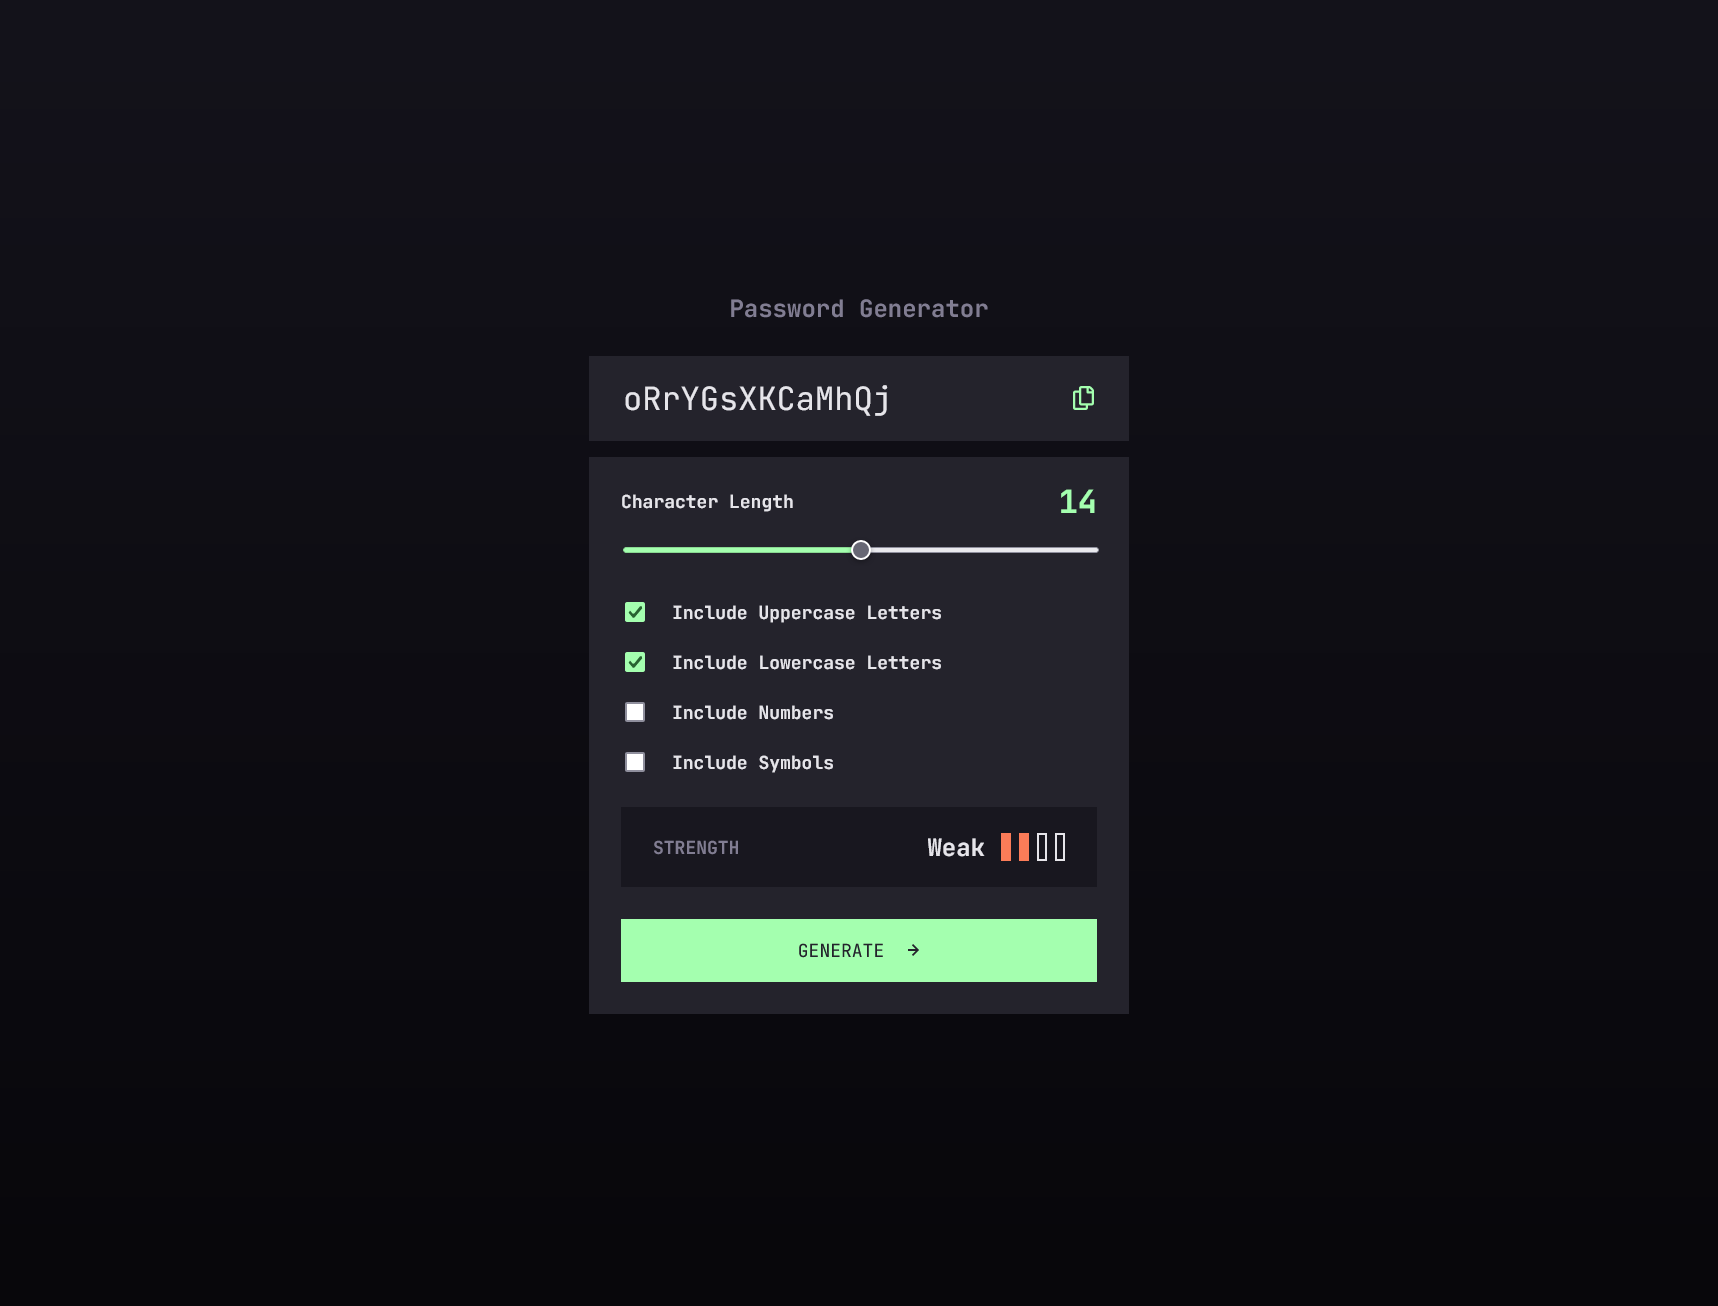 Password Generator
oRrYGsXKCaMhQj
Character Length 14
Include Uppercase Letters
Include Lowercase Letters
Include Numbers
Include Symbols
STRENGTH Weak
GENERATE →